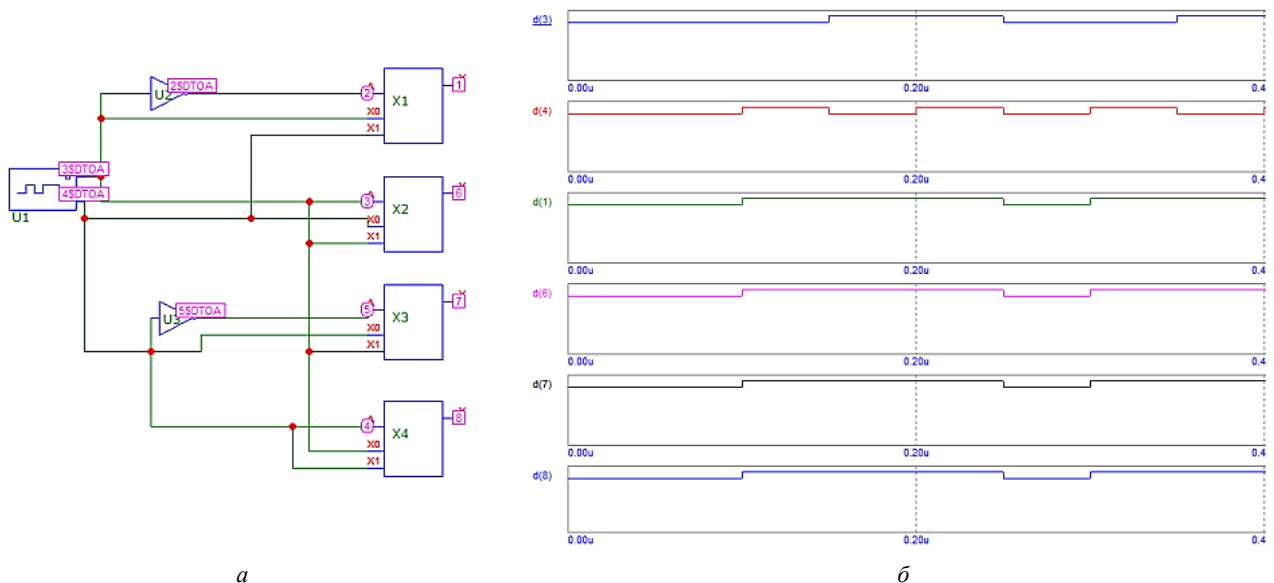 2$DTOA
U2
2
X0
X1
X1
1
3$DTOA
4$DTOA
U1
3
X0
X1
X2
6
5$DTOA
U3
5
X0
X1
X3
7
4
X0
X1
X4
8
а
d(3)
0.00u 0.20u 0.4
d(4)
0.00u 0.20u 0.4
d(1)
0.00u 0.20u 0.4
d(6)
0.00u 0.20u 0.4
d(7)
0.00u 0.20u 0.4
d(8)
0.00u 0.20u 0.4
б